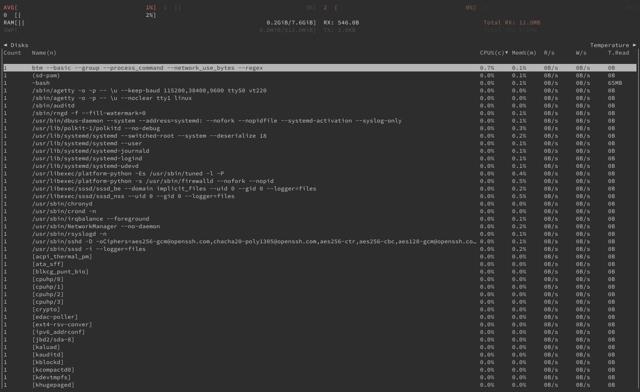 AVG[ 1%] 1 [| 0%] 2 [ 0%]
0 [| 2%]
RAM[|| 0.2GiB/7.6GiB] RX: 546.0B Total RX: 12.0MB
◄ Disks Temperature ►
Count Name(n) CPU%(c)▼ Mem%(m) R/s W/s T.Read
1 btm --basic --group --process_command --network_use_bytes --regex 0.7% 0.1% 0B/s 0B/s 0B
1 (sd-pam) 0.0% 0.1% 0B/s 0B/s 0B
1 -bash 0.0% 0.1% 0B/s 0B/s 65MB
1 /sbin/agetty -o -p -- \u --keep-baud 115200,38400,9600 ttyS0 vt220 0.0% 0.0% 0B/s 0B/s 0B
1 /sbin/agetty -o -p -- \u --noclear tty1 linux 0.0% 0.0% 0B/s 0B/s 0B
1 /sbin/auditd 0.0% 0.0% 0B/s 0B/s 0B
1 /sbin/rngd -f --fill-watermark=0 0.0% 0.1% 0B/s 0B/s 0B
1 /usr/bin/dbus-daemon --system --address=systemd: --nofork --nopidfile --systemd-activation --syslog-only 0.0% 0.1% 0B/s 0B/s 0B
1 /usr/lib/polkit-1/polkitd --no-debug 0.0% 0.3% 0B/s 0B/s 0B
1 /usr/lib/systemd/systemd --switched-root --system --deserialize 18 0.0% 0.2% 0B/s 0B/s 0B
1 /usr/lib/systemd/systemd --user 0.0% 0.1% 0B/s 0B/s 0B
1 /usr/lib/systemd/systemd-journald 0.0% 0.1% 0B/s 0B/s 0B
1 /usr/lib/systemd/systemd-logind 0.0% 0.1% 0B/s 0B/s 0B
1 /usr/lib/systemd/systemd-udevd 0.0% 0.1% 0B/s 0B/s 0B
1 /usr/libexec/platform-python -Es /usr/sbin/tuned -l -P 0.0% 0.4% 0B/s 0B/s 0B
1 /usr/libexec/platform-python -s /usr/sbin/firewalld --nofork --nopid 0.0% 0.5% 0B/s 0B/s 0B
1 /usr/libexec/sssd/sssd_be --domain implicit_files --uid 0 --gid 0 --logger=files 0.0% 0.2% 0B/s 0B/s 0B
1 /usr/libexec/sssd/sssd_nss --uid 0 --gid 0 --logger=files 0.0% 0.5% 0B/s 0B/s 0B
1 /usr/sbin/chronyd 0.0% 0.0% 0B/s 0B/s 0B
1 /usr/sbin/crond -n 0.0% 0.0% 0B/s 0B/s 0B
1 /usr/sbin/irqbalance --foreground 0.0% 0.1% 0B/s 0B/s 0B
1 /usr/sbin/NetworkManager --no-daemon 0.0% 0.2% 0B/s 0B/s 0B
1 /usr/sbin/rsyslogd -n 0.0% 0.1% 0B/s 0B/s 0B
1 /usr/sbin/sshd -D -oCiphers=aes256-gcm@openssh.com,chacha20-poly1305@openssh.com,aes256-ctr,aes256-cbc,aes128-gcm@openssh.co… 0.0% 0.1% 0B/s 0B/s 0B
1 /usr/sbin/sssd -i --logger=files 0.0% 0.2% 0B/s 0B/s 0B
1 [acpi_thermal_pm] 0.0% 0.0% 0B/s 0B/s 0B
1 [ata_sff] 0.0% 0.0% 0B/s 0B/s 0B
1 [blkcg_punt_bio] 0.0% 0.0% 0B/s 0B/s 0B
1 [cpuhp/0] 0.0% 0.0% 0B/s 0B/s 0B
1 [cpuhp/1] 0.0% 0.0% 0B/s 0B/s 0B
1 [cpuhp/2] 0.0% 0.0% 0B/s 0B/s 0B
1 [cpuhp/3] 0.0% 0.0% 0B/s 0B/s 0B
1 [crypto] 0.0% 0.0% 0B/s 0B/s 0B
1 [edac-poller] 0.0% 0.0% 0B/s 0B/s 0B
1 [ext4-rsv-conver] 0.0% 0.0% 0B/s 0B/s 0B
1 [ipv6_addrconf] 0.0% 0.0% 0B/s 0B/s 0B
1 [jbd2/sda-8] 0.0% 0.0% 0B/s 0B/s 0B
1 [kaluad] 0.0% 0.0% 0B/s 0B/s 0B
1 [kauditd] 0.0% 0.0% 0B/s 0B/s 0B
1 [kblockd] 0.0% 0.0% 0B/s 0B/s 0B
1 [kcompactd0] 0.0% 0.0% 0B/s 0B/s 0B
1 [kdevtmpfs] 0.0% 0.0% 0B/s 0B/s 0B
1 [khugepaged] 0.0% 0.0% 0B/s 0B/s 0B